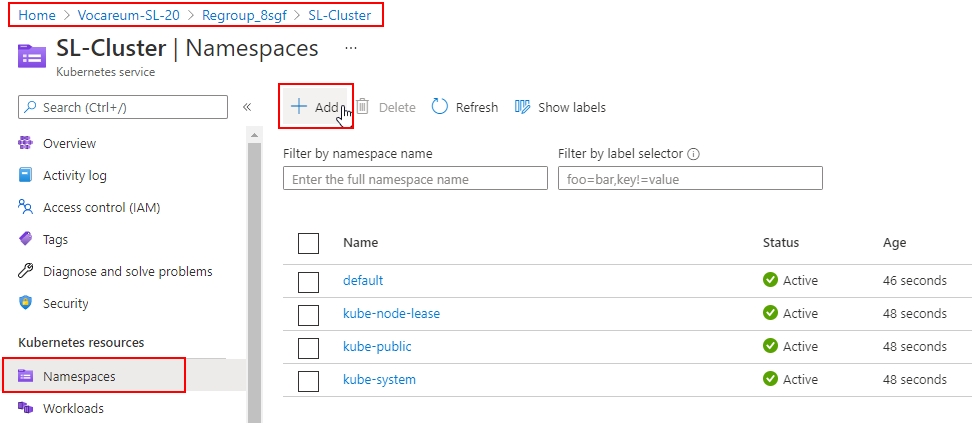 Home > Vocareum-SL-20 > Regroup_8sgf > SL-Cluster >
SL-Cluster | Namespaces ...
Kubernetes service
Search (Ctrl+/) «
Overview
Activity log
Access control (IAM)
Tags
Diagnose and solve problems
Security
Kubernetes resources
Namespaces
Workloads
+ Add Delete Refresh Show labels
Filter by namespace name Filter by label selector
Enter the full namespace name foo=bar,key!=value
Name Status Age
default Active 46 seconds
kube-node-lease Active 48 seconds
kube-public Active 48 seconds
kube-system Active 48 seconds